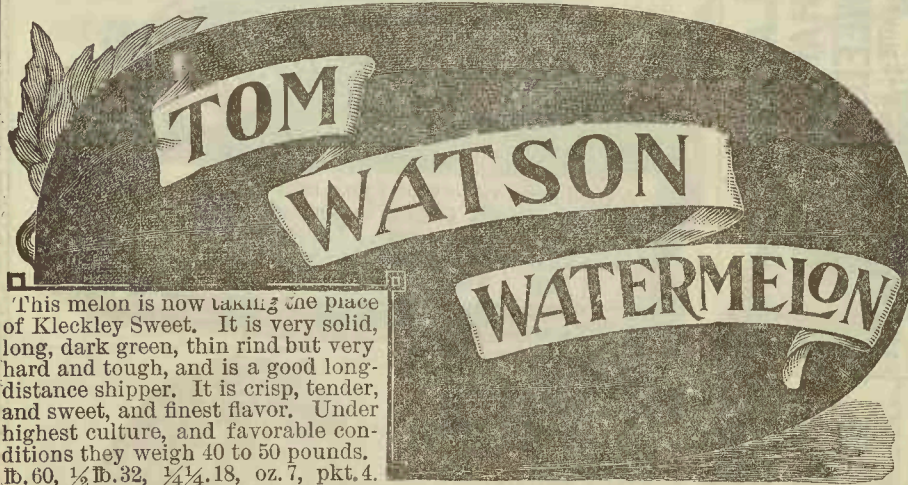 TOM
WATSON
WATERMELON
This melon is now taking the place
of Kleckley Sweet. It is very solid,
long, dark green, thin rind but very
hard and tough, and is a good long-
distance shipper. It is crisp, tender,
and sweet, and finest flavor. Under
highest culture, and favorable con-
ditions they weigh 40 to 50 pounds.
℔. 60, ½℔. 32, ¼¼. 18, oz. 7, pkt. 4.